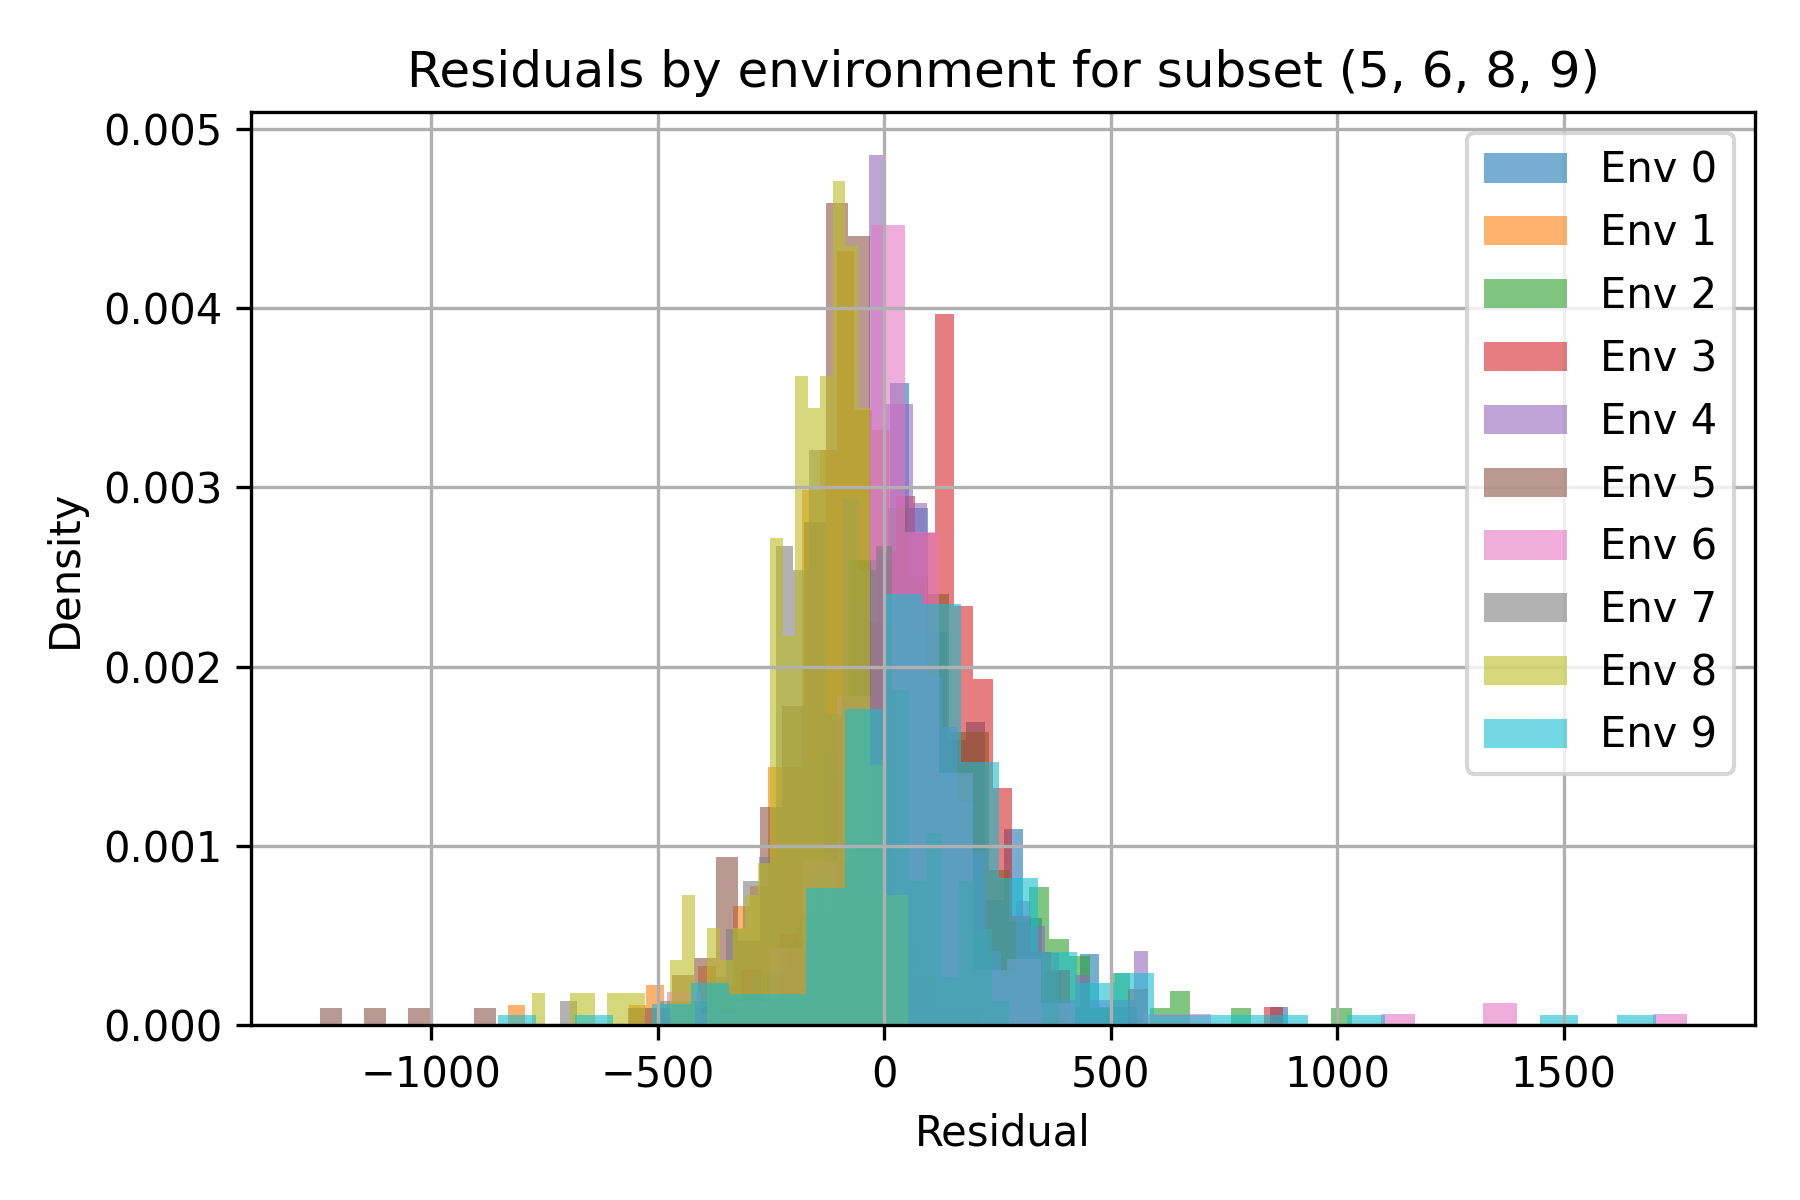 Residuals by environment for subset (5, 6, 8, 9)
0.005
0.004
0.003
0.002
0.001
0.000
Density
−1000
−500
0
500
1000
1500
Residual
Env 0
Env 1
Env 2
Env 3
Env 4
Env 5
Env 6
Env 7
Env 8
Env 9